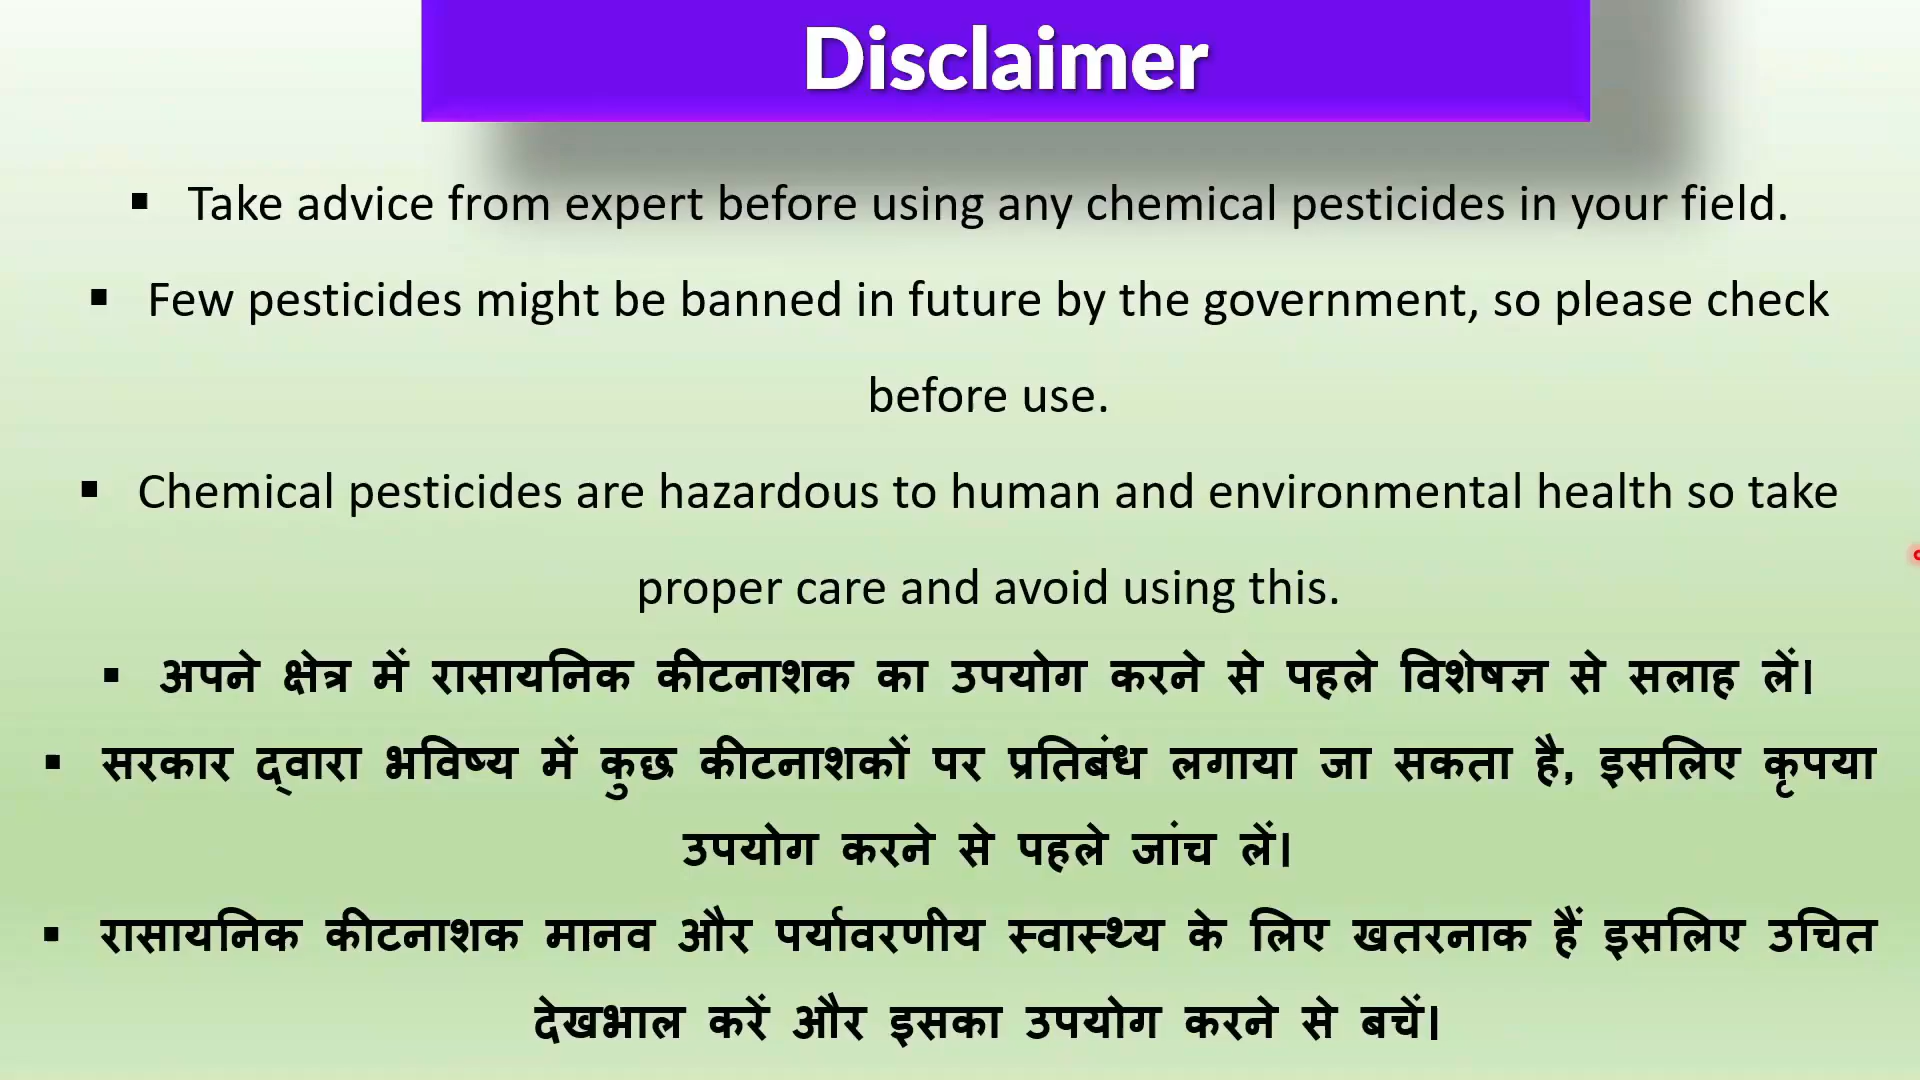 Disclaimer
▪ Take advice from expert before using any chemical pesticides in your field.
▪ Few pesticides might be banned in future by the government, so please check
before use.
▪ Chemical pesticides are hazardous to human and environmental health so take
proper care and avoid using this.
▪ अपने क्षेत्र में रासायनिक कीटनाशक का उपयोग करने से पहले विशेषज्ञ से सलाह लें।
▪ सरकार द्वारा भविष्य में कुछ कीटनाशकों पर प्रतिबंध लगाया जा सकता है, इसलिए कृपया
उपयोग करने से पहले जांच लें।
▪ रासायनिक कीटनाशक मानव और पर्यावरणीय स्वास्थ्य के लिए खतरनाक हैं इसलिए उचित
देखभाल करें और इसका उपयोग करने से बचें।